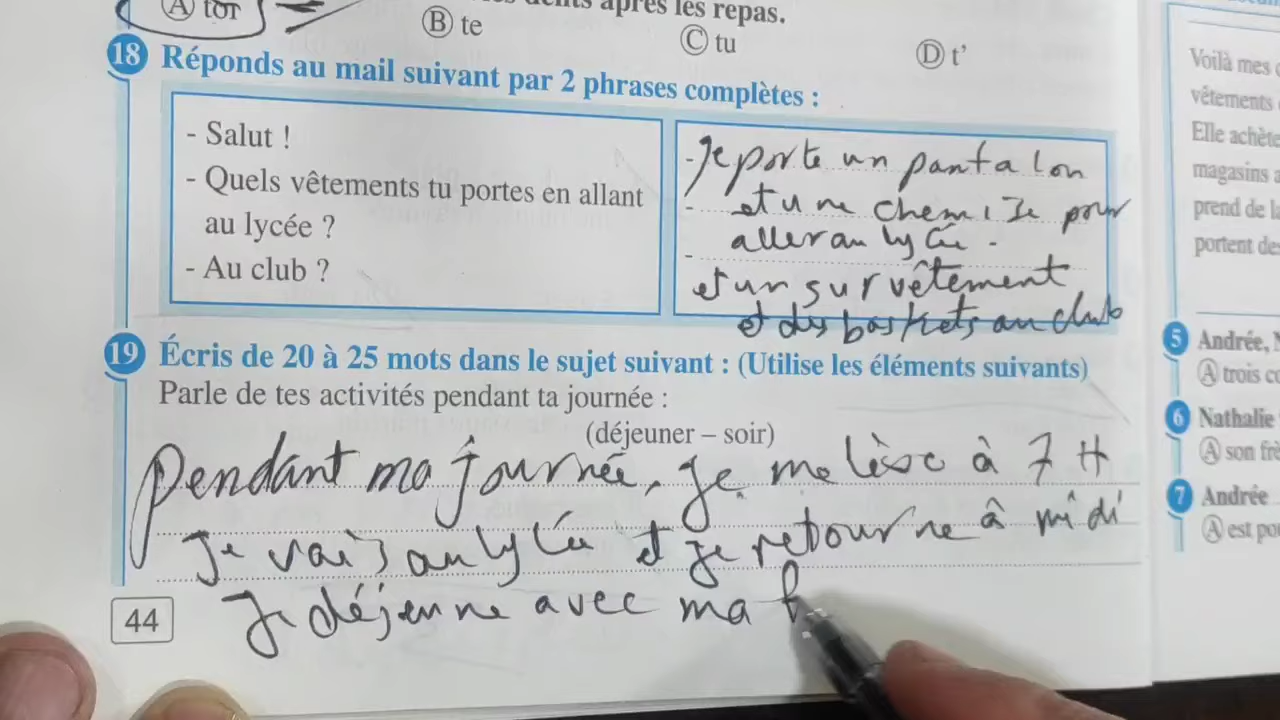 Ⓐ toi
dents après les repas.
Ⓑ te
Ⓒ tu
Ⓓ t'
18 Réponds au mail suivant par 2 phrases complètes :
- Salut !
- Quels vêtements tu portes en allant
au lycée ?
- Au club ?
- Je porte un pantalon
- et une chemise pour
- aller au lycée.
et un survêtement
et des baskets au club
19 Écris de 20 à 25 mots dans le sujet suivant : (Utilise les éléments suivants)
Parle de tes activités pendant ta journée :
(déjeuner – soir)
Pendant ma journée, Je me lève à 7 H
Je vais au lycée et je retourne à midi
Je déjeune avec ma f
44
Voilà mes
vêtements
Elle achète
magasins
prend de
portent des
5 Andrée,
Ⓐ trois
6 Nathalie
Ⓐ son
7 Andrée
Ⓐ est